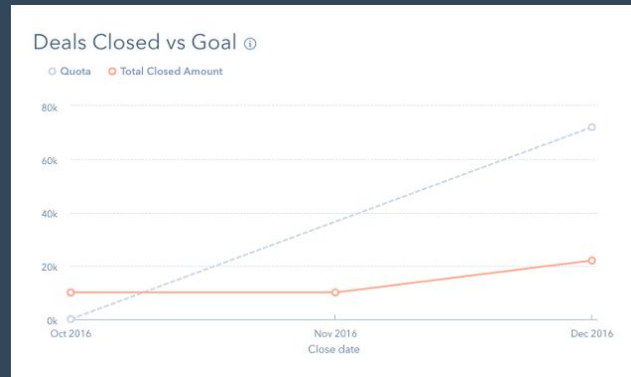 Deals Closed vs Goal
Quota Total Closed Amount
80k
60k
40k
20k
0k
Oct 2016 Nov 2016 Dec 2016
Close date